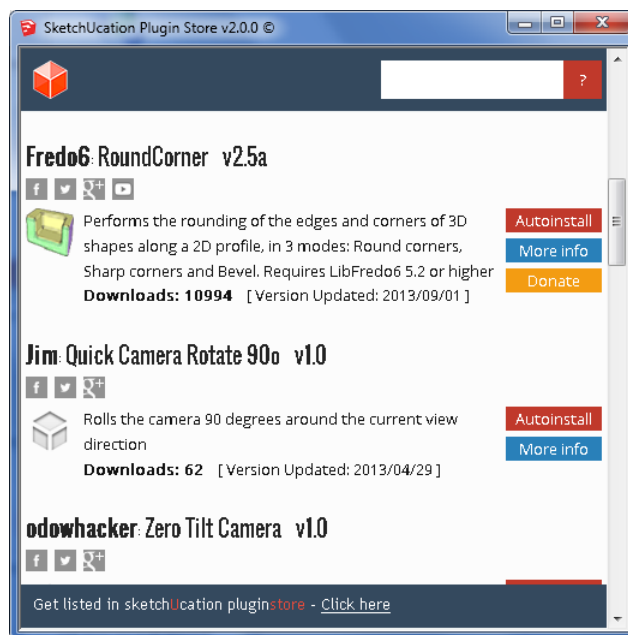 SketchUcation Plugin Store v2.0.0 ©
?
Fredo6: RoundCorner v2.5a
Performs the rounding of the edges and corners of 3D
shapes along a 2D profile, in 3 modes: Round corners,
Sharp corners and Bevel. Requires LibFredo6 5.2 or higher
Downloads: 10994 [ Version Updated: 2013/09/01 ]
Autoinstall
More info
Donate
Jim: Quick Camera Rotate 90o v1.0
Rolls the camera 90 degrees around the current view
direction
Downloads: 62 [ Version Updated: 2013/04/29 ]
Autoinstall
More info
odowhacker: Zero Tilt Camera v1.0
Get listed in sketchUcation pluginstore - Click here